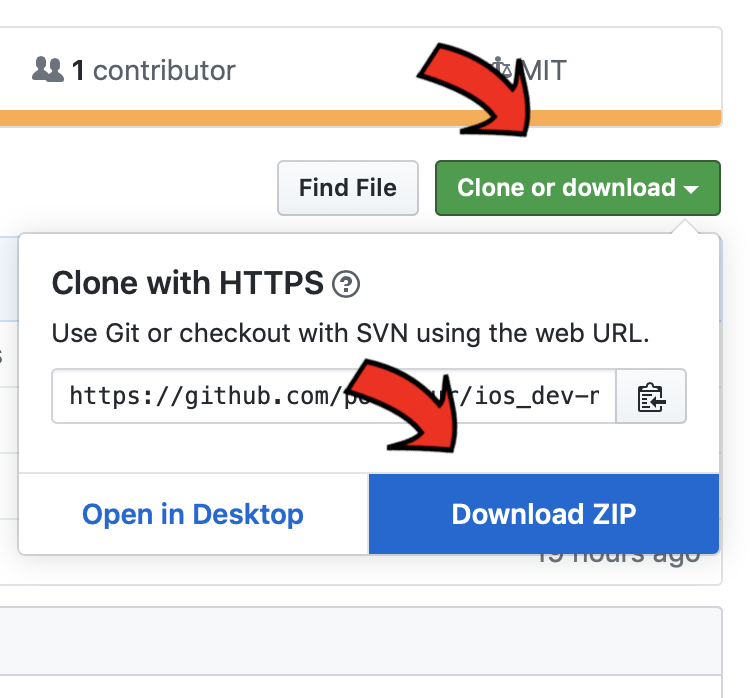 1 contributor
MIT
Find File
Clone or download
Clone with HTTPS
Use Git or checkout with SVN using the web URL.
https://github.com/ /ios_dev-r
Open in Desktop
Download ZIP
19 hours ago